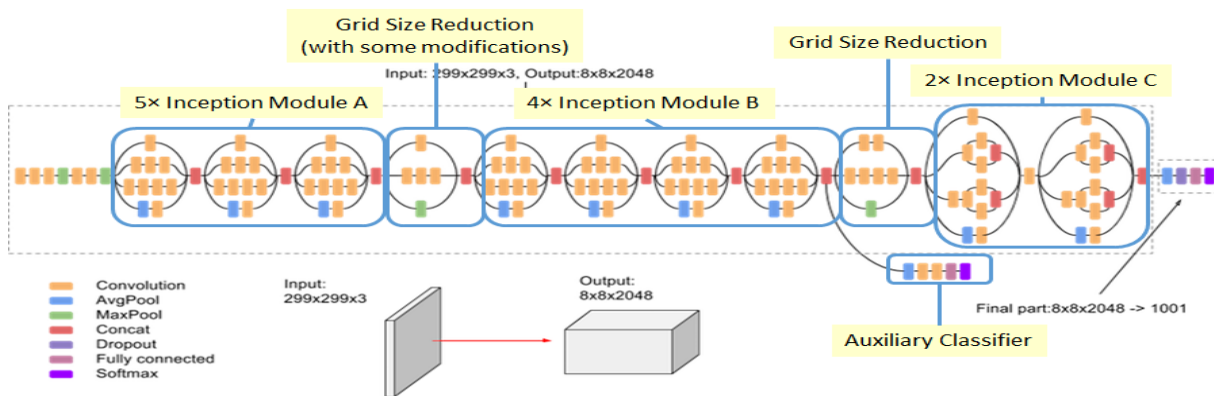 Grid Size Reduction
(with some modifications)
Grid Size Reduction
Input: 299x299x3, Output:8x8x2048
5× Inception Module A
4× Inception Module B
2× Inception Module C
Convolution
AvgPool
MaxPool
Concat
Dropout
Fully connected
Softmax
Input:
299x299x3
Output:
8x8x2048
Final part:8x8x2048 -> 1001
Auxiliary Classifier